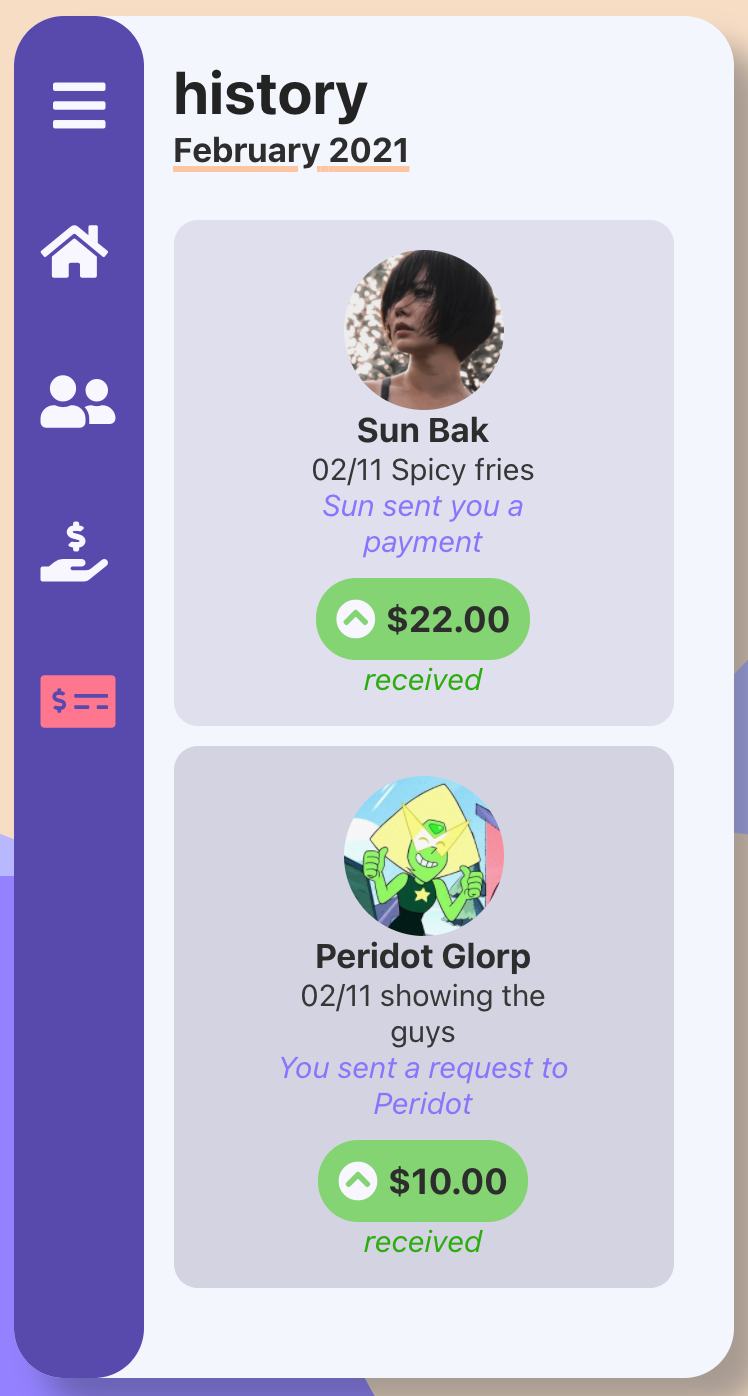 history
February 2021
Sun Bak
02/11 Spicy fries
Sun sent you a
payment
$22.00
received
$
$
Peridot Glorp
02/11 showing the
guys
You sent a request to
Peridot
$10.00
received